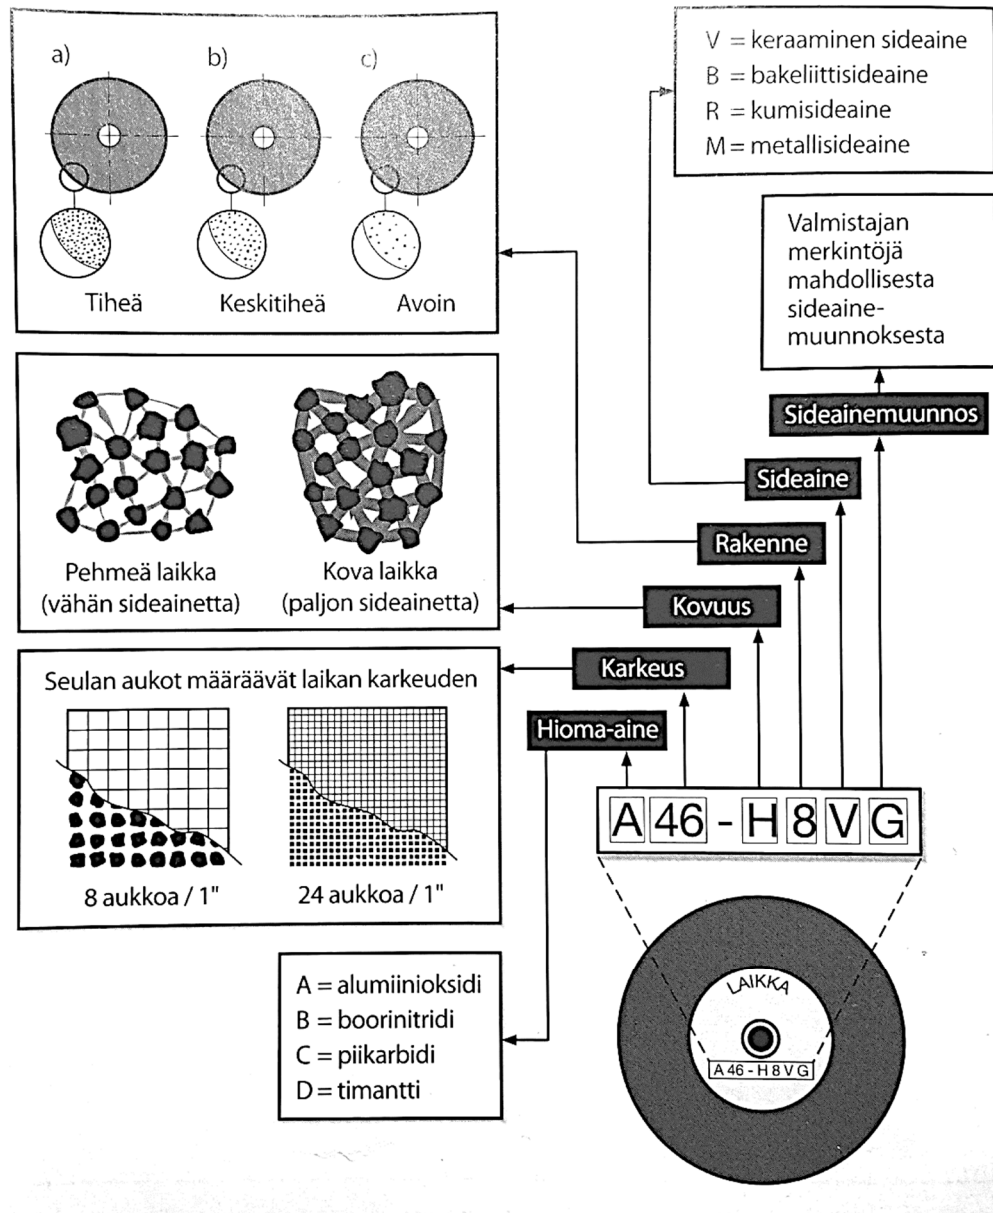 a)
b)
c)
Tiheä
Keskitiheä
Avoin
V = keraaminen sideaine
B = bakeliittisideaine
R = kumisideaine
M = metallisideaine
Valmistajan
merkintöjä
mahdollisesta
sideaine-
muunnoksesta
Sideainemuunnos
Sideaine
Rakenne
Kovuus
Karkeus
Hioma-aine
Pehmeä laikka
(vähän sideainetta)
Kova laikka
(paljon sideainetta)
Seulan aukot määräävät laikan karkeuden
8 aukkoa / 1"
24 aukkoa / 1"
A 46 - H 8 V G
A = alumiinioksidi
B = boorinitridi
C = piikarbidi
D = timantti
LAIKKA
A 46 - H 8 V G